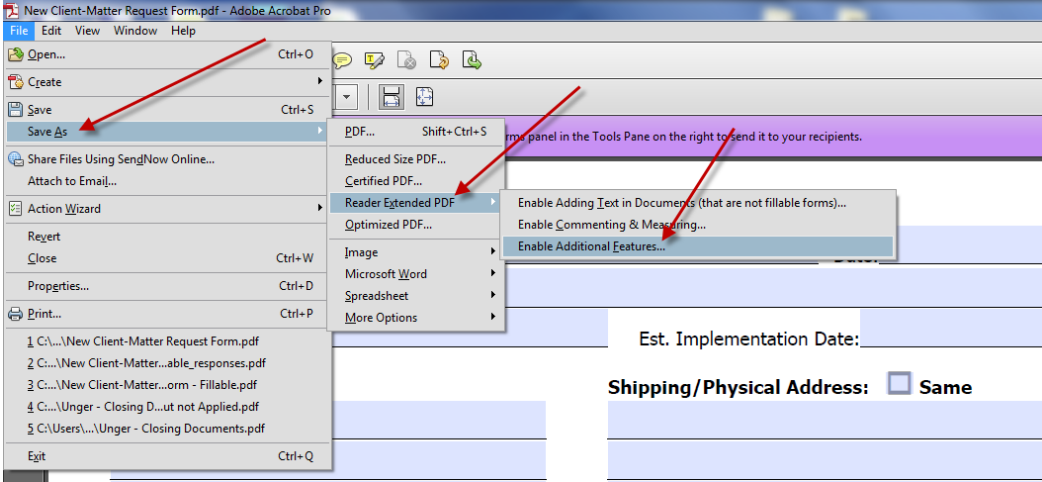 New Client-Matter Request Form.pdf - Adobe Acrobat Pro
File Edit View Window Help
Open... Ctrl+O
Create
Save Ctrl+S
Save As
Share Files Using SendNow Online...
Attach to Email...
Action Wizard
Revert
Close Ctrl+W
Properties... Ctrl+D
Print... Ctrl+P
1 C:\...\New Client-Matter Request Form.pdf
2 C:...\New Client-Matter...able_responses.pdf
3 C:...\New Client-Matter...orm - Fillable.pdf
4 C:...\Unger - Closing D...ut not Applied.pdf
5 C:\Users\...\Unger - Closing Documents.pdf
Exit Ctrl+Q
PDF... Shift+Ctrl+S
Reduced Size PDF...
Certified PDF...
Reader Extended PDF
Optimized PDF...
Image
Microsoft Word
Spreadsheet
More Options
Enable Adding Text in Documents (that are not fillable forms)...
Enable Commenting & Measuring...
Enable Additional Features...
panel in the Tools Pane on the right to send it to your recipients.
Est. Implementation Date:
Shipping/Physical Address: Same